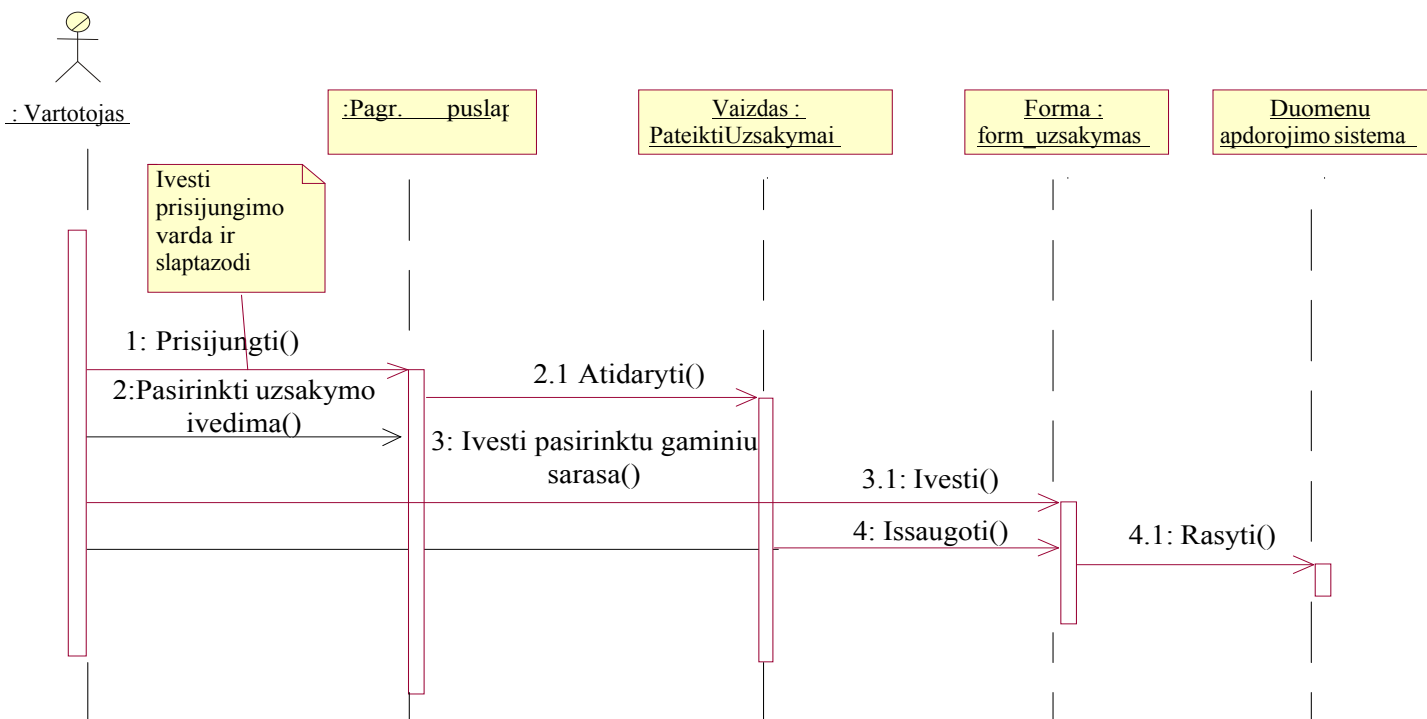 : Vartotojas
:Pagr. puslap
Vaizdas :
PateiktiUzsakymai
Forma :
form_uzsakymas
Duomenu
apdorojimo sistema
Ivesti
prisijungimo
varda ir
slaptazodi
1: Prisijungti()
2:Pasirinkti uzsakymo
ivedima()
2.1 Atidaryti()
3: Ivesti pasirinktu gaminiu
sarasa()
3.1: Ivesti()
4: Issaugoti()
4.1: Rasyti()